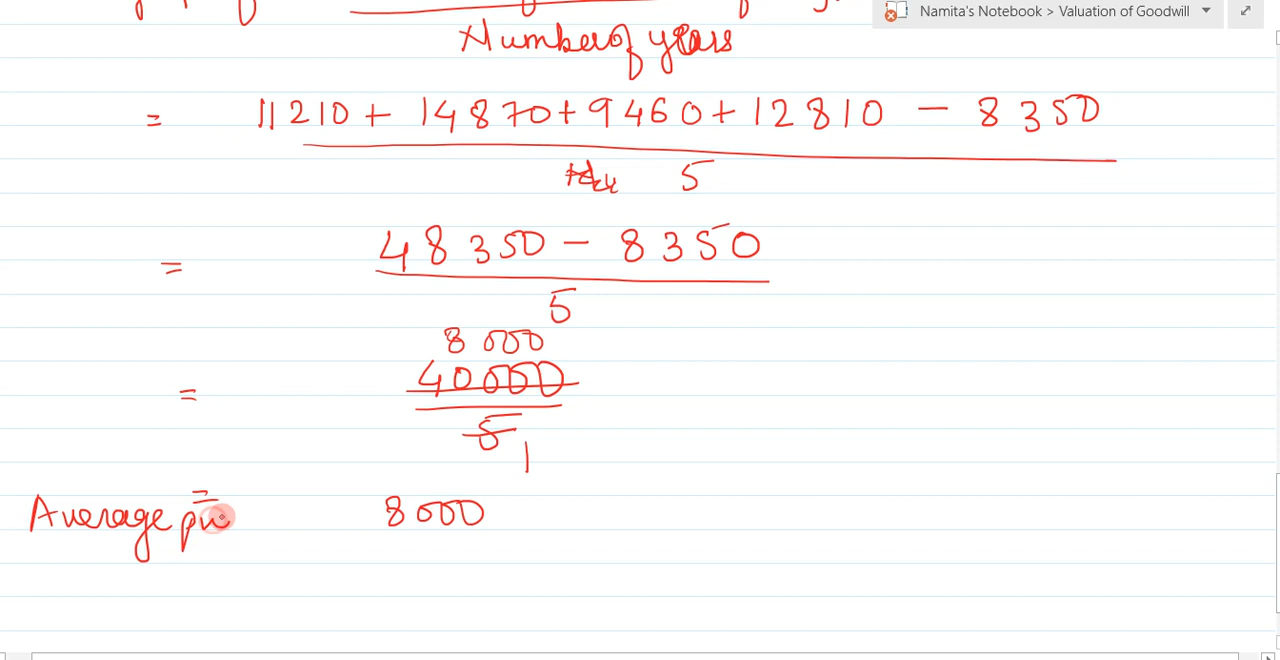 Namita's Notebook > Valuation of Goodwill
Number of years
= 11210 + 14870 + 9460 + 12810 - 8350
5
= 48350 - 8350
5
8000
= 40000
5 1
=
Average pr 8000